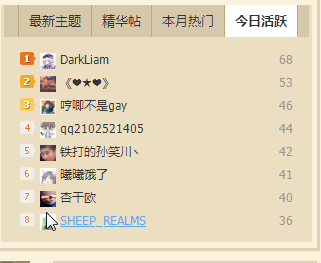 最新主题 精华帖 本月热门 今日活跃
1 DarkLiam 68
2 《❤★❤》 53
3 哼唧不是gay 46
4 qq2102521405 44
5 铁打的孙笑川丶 42
6 曦曦饿了 41
7 杏干欧 40
8 SHEEP_REALMS 36